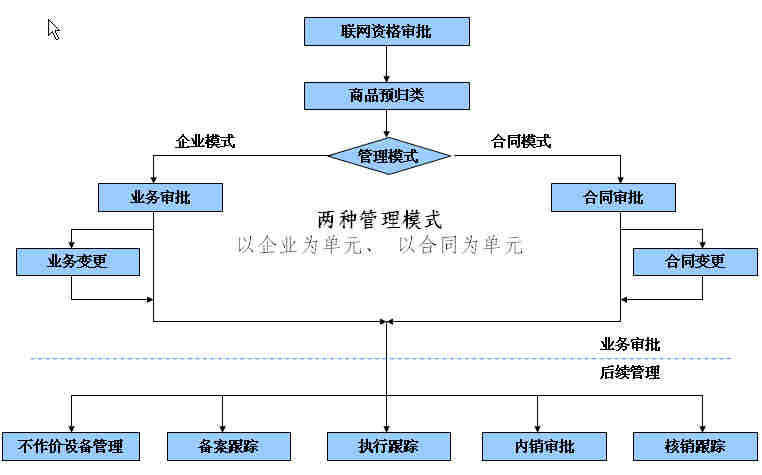 联网资格审批
商品预归类
企业模式
合同模式
管理模式
业务审批
合同审批
两种管理模式
以企业为单元、 以合同为单元
业务变更
合同变更
业务审批
后续管理
不作价设备管理
备案跟踪
执行跟踪
内销审批
核销跟踪